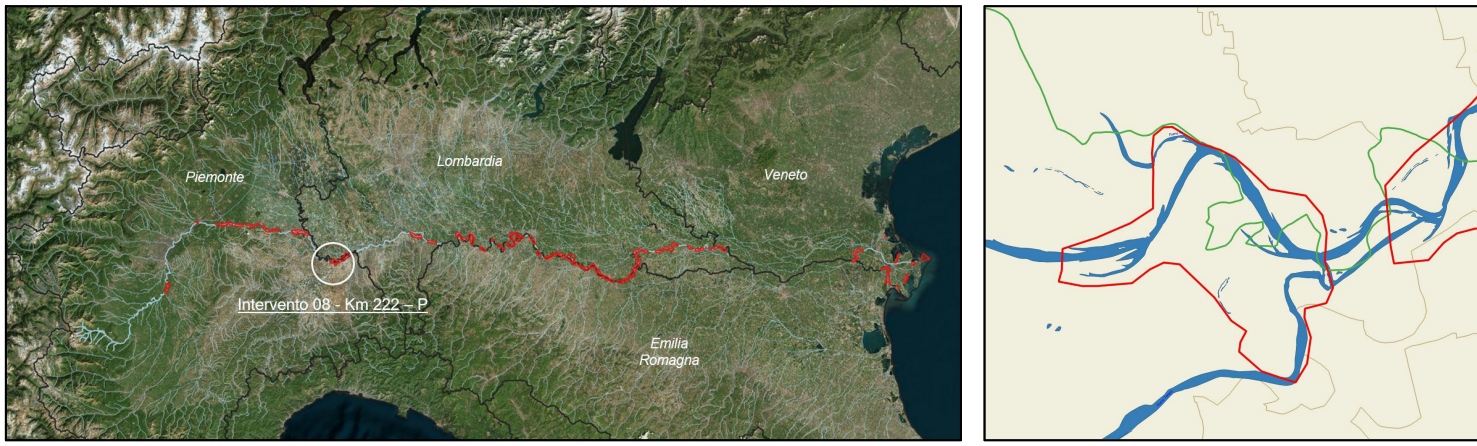 Lombardia
Piemonte
Veneto
Intervento 08 - Km 222 – P
Emilia
Romagna